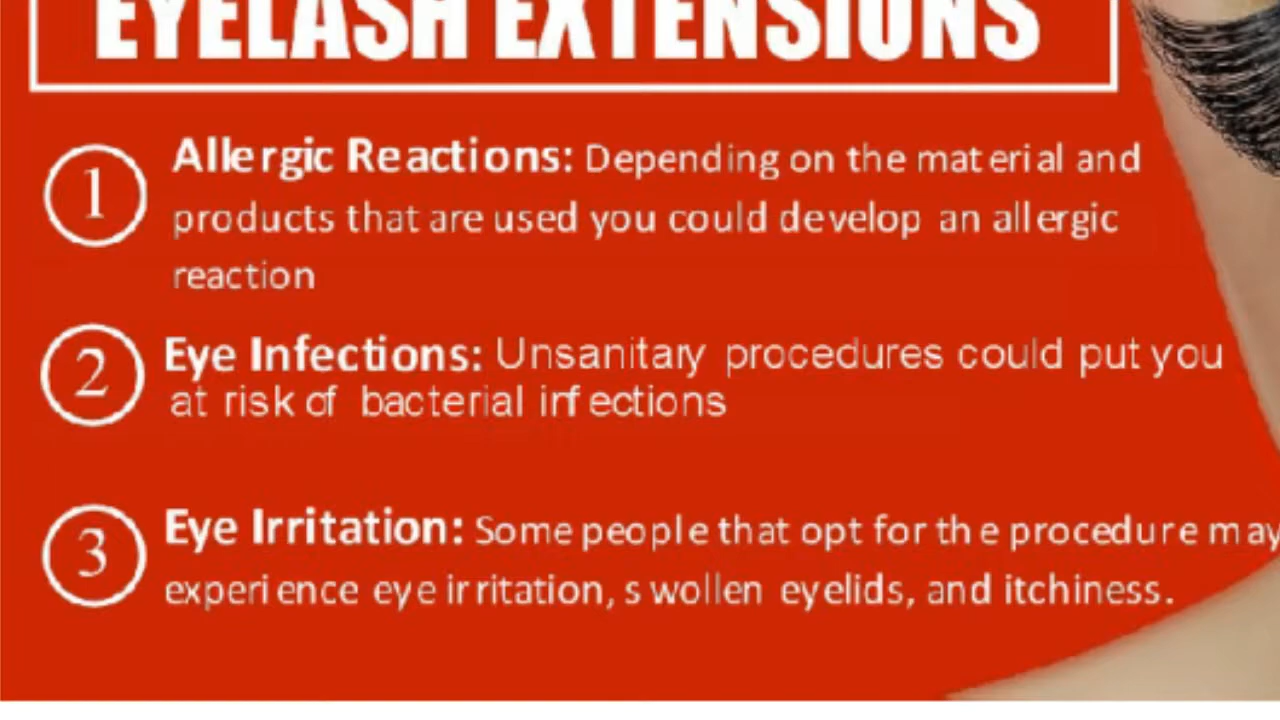 EYELASH EXTENSIONS
1 Allergic Reactions: Depending on the material and
products that are used you could develop an allergic
reaction
2 Eye Infections: Unsanitary procedures could put you
at risk of bacterial infections
3 Eye Irritation: Some people that opt for the procedure may
experience eye irritation, swollen eyelids, and itchiness.